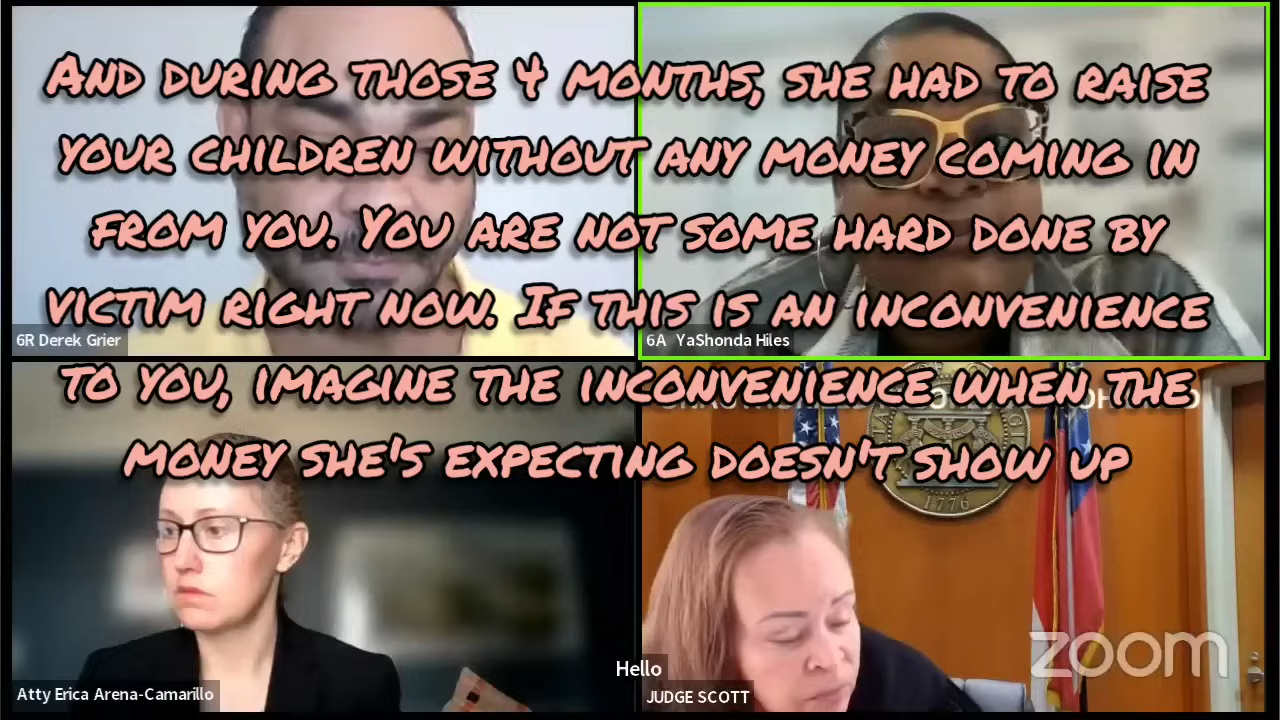 And during those 4 months, she had to raise
your children without any money coming in
from you. You are not some hard done by
victim right now. If this is an inconvenience
6R Derek Grier
6A YaShonda Hiles
to you, imagine the inconvenience when the
money she's expecting doesn't show up
1776
zoom
Hello
Atty Erica Arena-Camarillo
JUDGE SCOTT